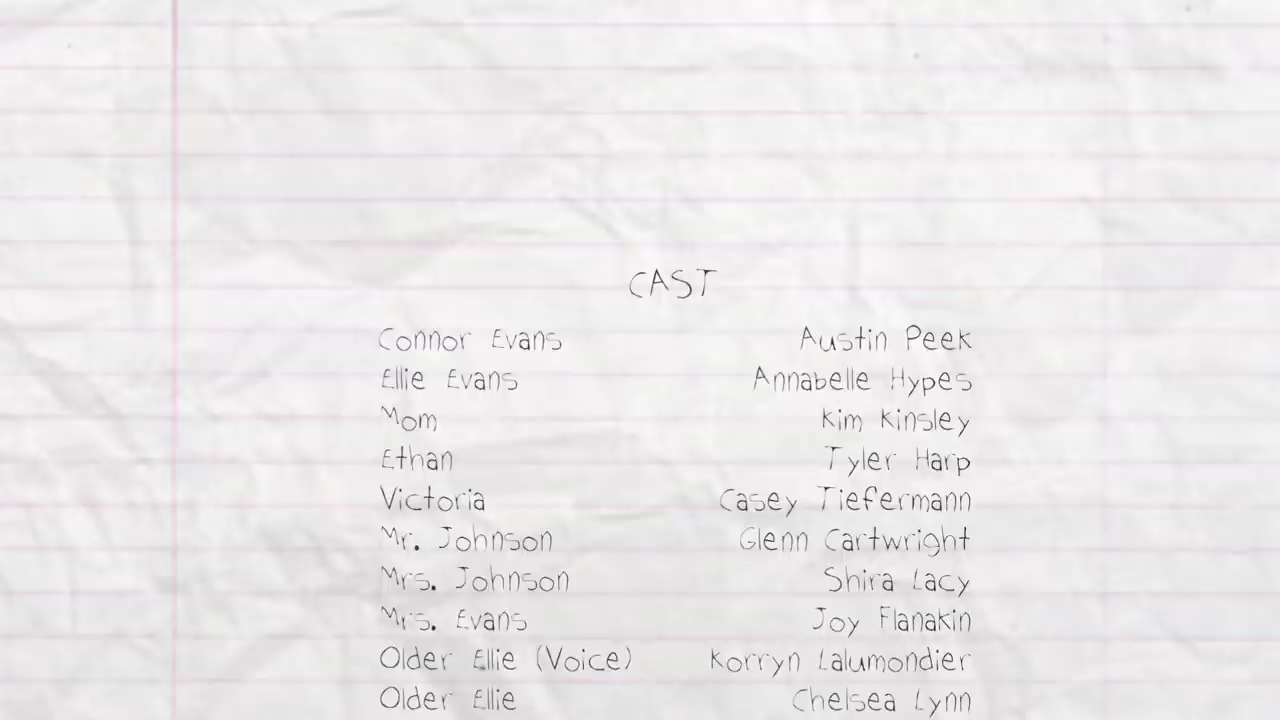 CAST
Connor Evans Austin Peek
Ellie Evans Annabelle Hypes
Mom Kim Kinsley
Ethan Tyler Harp
Victoria Casey Tiefermann
Mr. Johnson Glenn Cartwright
Mrs. Johnson Shira Lacy
Mrs. Evans Joy Flanakin
Older Ellie (Voice) Korryn Lalumondier
Older Ellie Chelsea Lynn